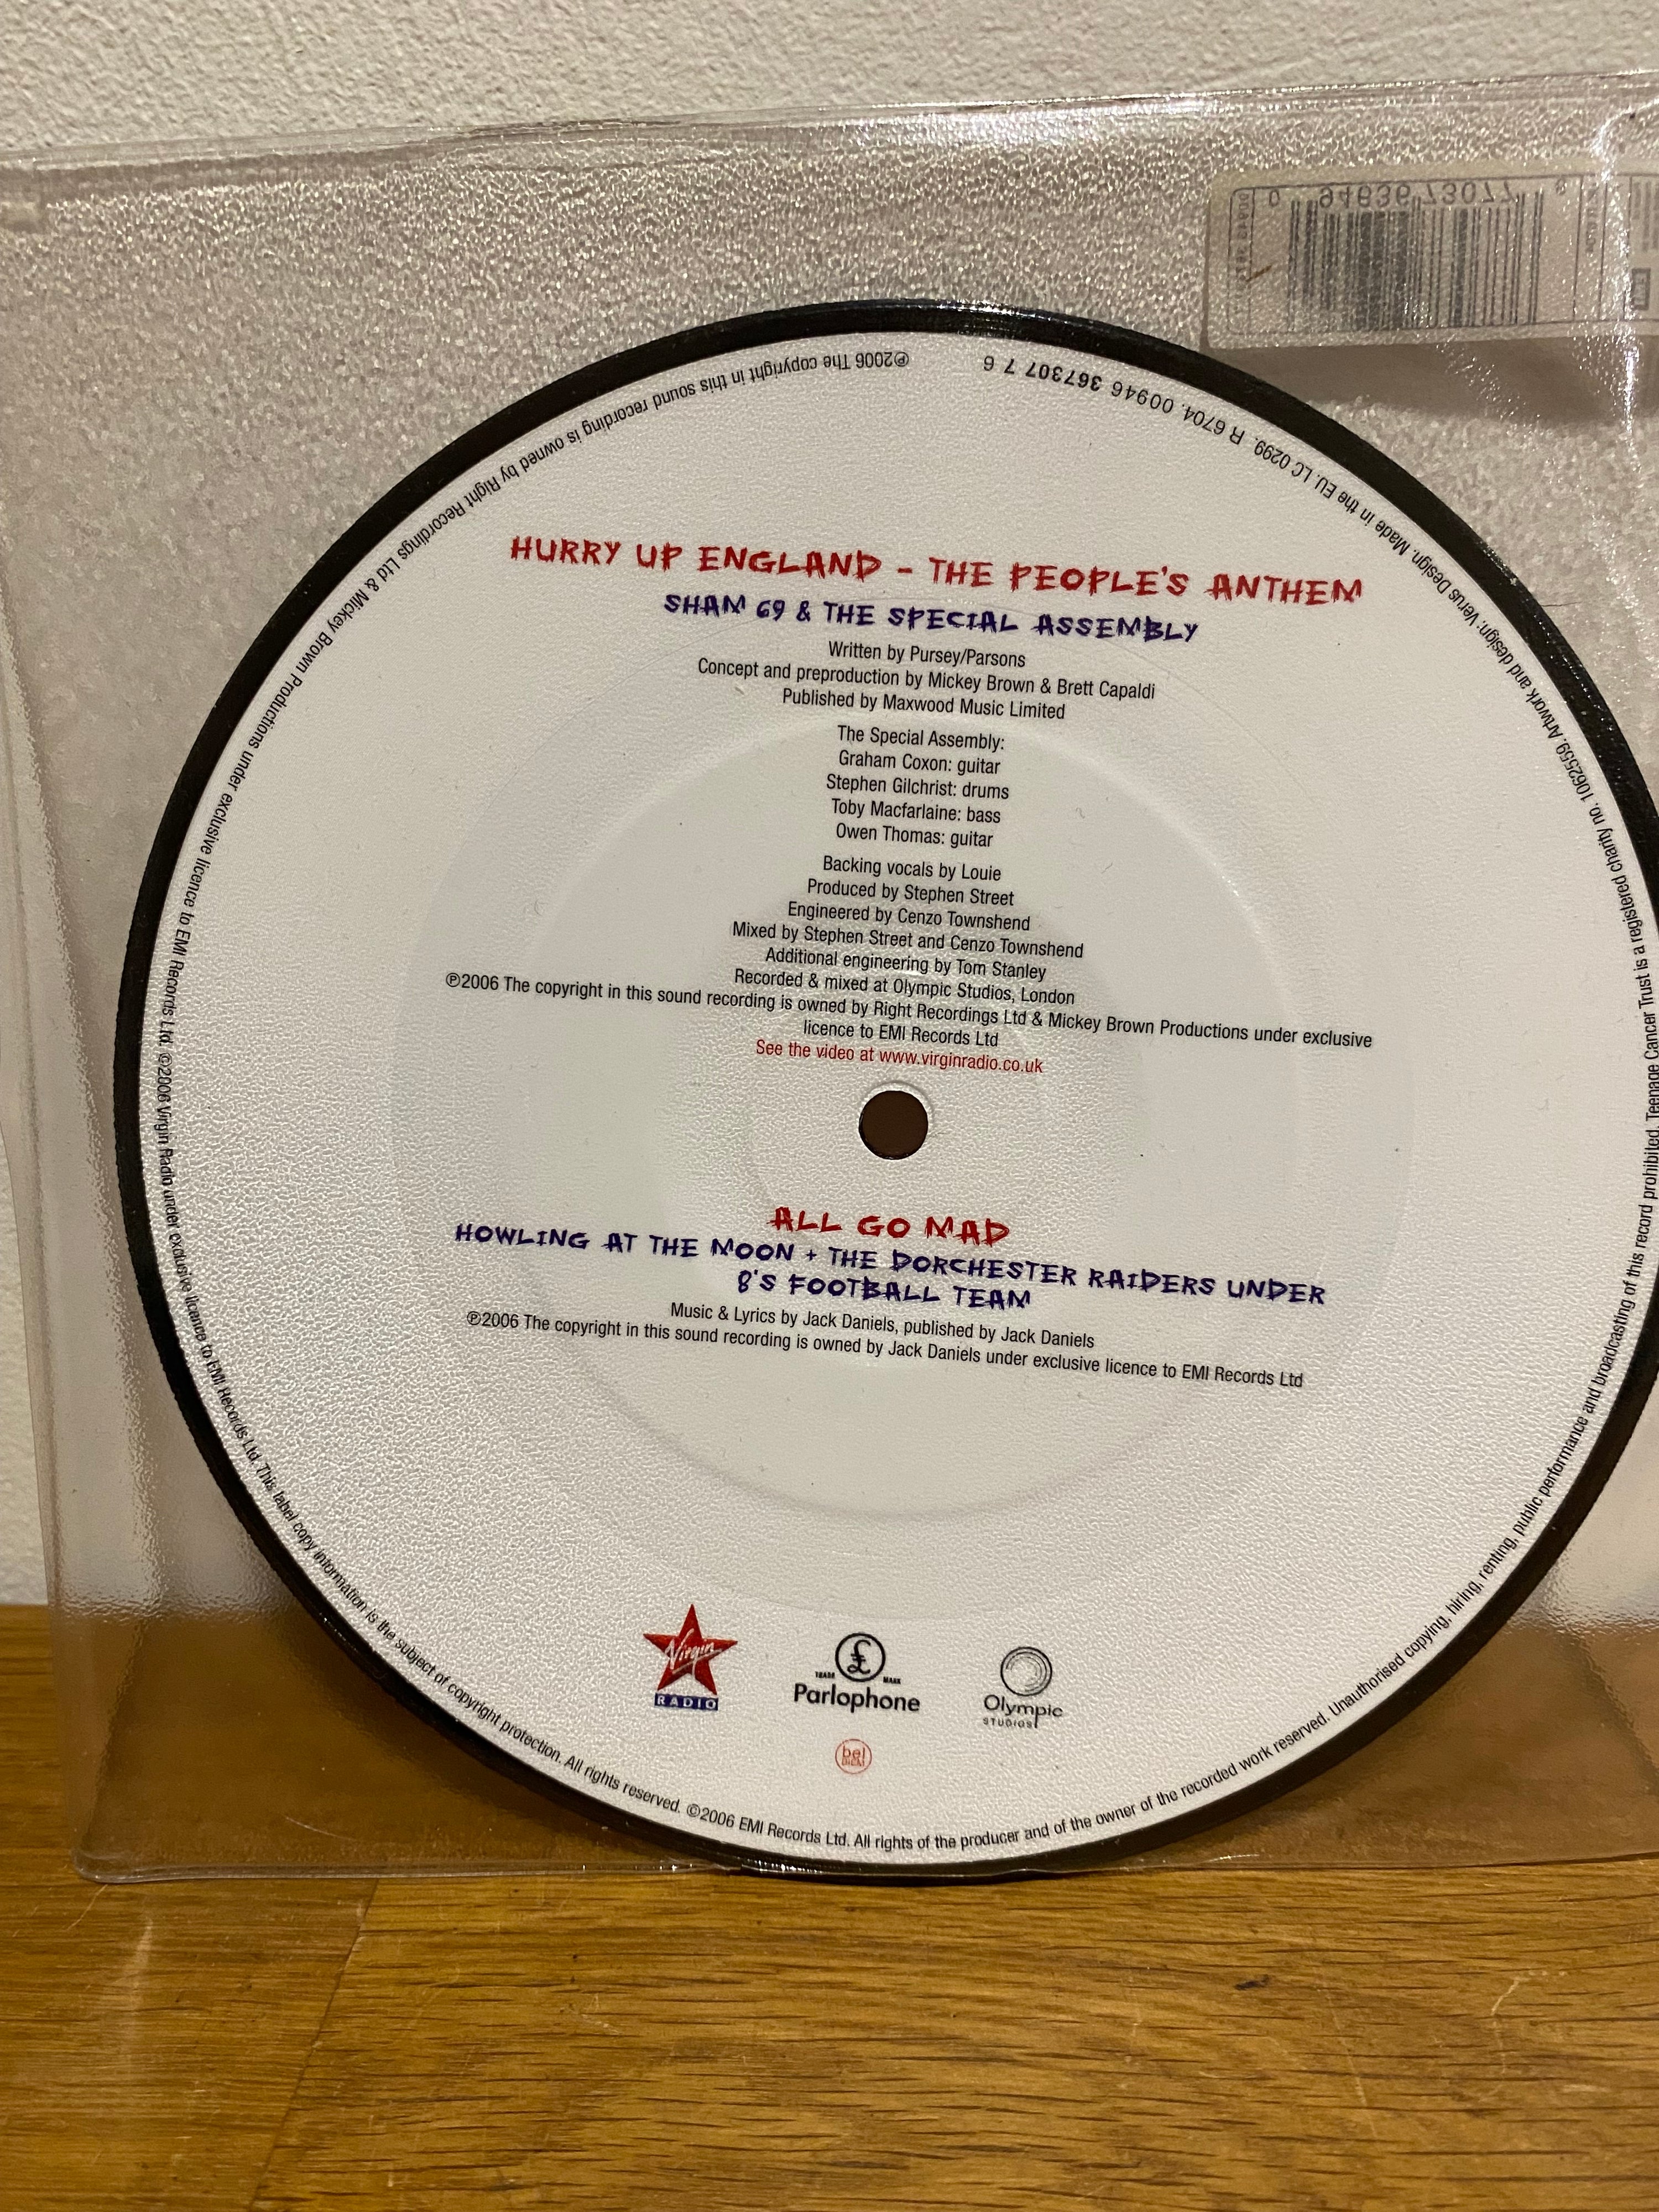 HURRY UP ENGLAND - THE PEOPLE'S ANTHEM
SHAM 69 & THE SPECIAL ASSEMBLY
Written by Pursey/Parsons
Concept and preproduction by Mickey Brown & Brett Capaldi
Published by Maxwood Music Limited
The Special Assembly:
Graham Coxon: guitar
Stephen Gilchrist: drums
Toby Macfarlaine: bass
Owen Thomas: guitar
Backing vocals by Louie
Produced by Stephen Street
Engineered by Cenzo Townshend
Mixed by Stephen Street and Cenzo Townshend
Additional engineering by Tom Stanley
Recorded & mixed at Olympic Studios, London
℗2006 The copyright in this sound recording is owned by Right Recordings Ltd & Mickey Brown Productions under exclusive
licence to EMI Records Ltd
See the video at www.virginradio.co.uk
ALL GO MAD
HOWLING AT THE MOON + THE DORCHESTER RAIDERS UNDER
8'S FOOTBALL TEAM
Music & Lyrics by Jack Daniels, published by Jack Daniels
℗2006 The copyright in this sound recording is owned by Jack Daniels under exclusive licence to EMI Records Ltd
Virgin
RADIO
£
TRADE MARK
Parlophone
Olympic
STUDIOS
bel
℗2006 The copyright in this sound recording is owned by Right Recordings Ltd & Mickey Brown Productions under exclusive licence to EMI Records Ltd. ©2006 Virgin Radio under exclusive licence to EMI Records Ltd. This label copy information is the subject of copyright protection. All rights reserved. ©2006 EMI Records Ltd. All rights of the producer and of the owner of the recorded work reserved. Unauthorised copying, hiring, renting, public performance and broadcasting of this record prohibited. Teenage Cancer Trust is a registered charity no. 1062559. Artwork and design: Verus Design. Made in the EU. LC 0299. R 6704. 00946 367307 7 6
0 94636 73077 6